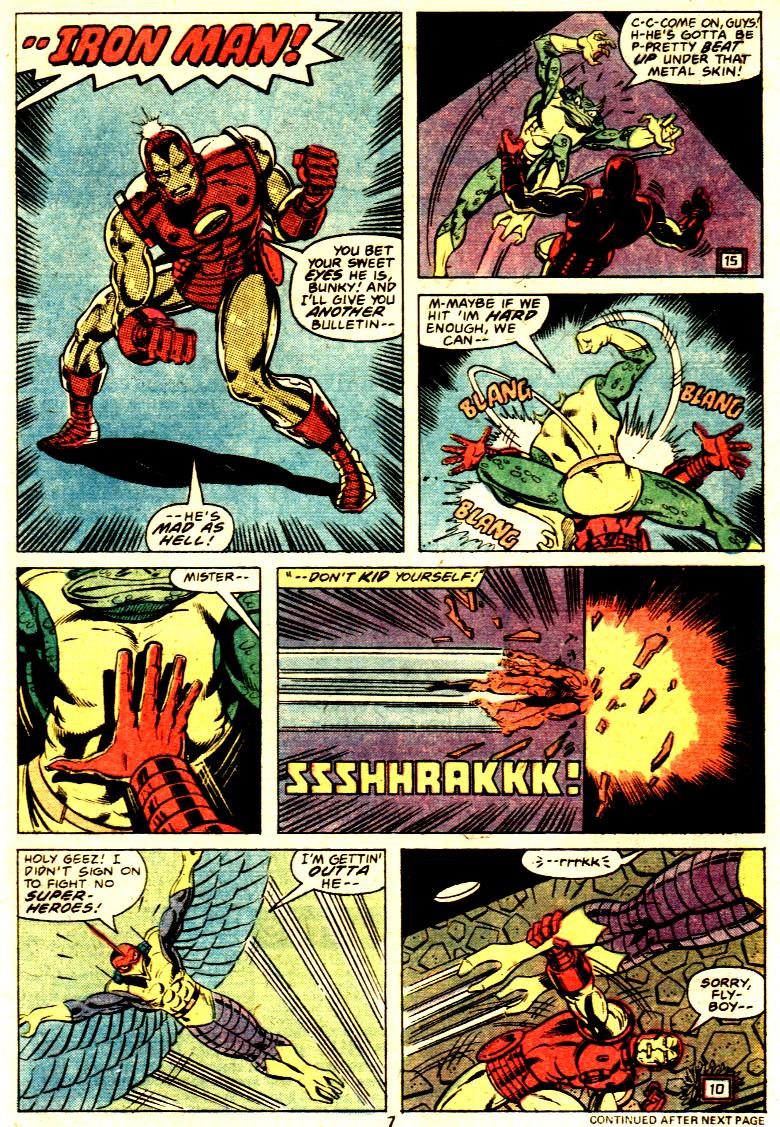 --IRON MAN!
YOU BET
YOUR SWEET
EYES HE IS,
BUNKY! AND
I'LL GIVE YOU
ANOTHER
BULLETIN--
--HE'S
MAD AS
HELL!
C-C-COME ON, GUYS!
H-HE'S GOTTA BE
P-PRETTY BEAT
UP UNDER THAT
METAL SKIN!
15
M-MAYBE IF WE
HIT 'IM HARD
ENOUGH, WE
CAN--
BLANG
BLANG
BLANG
MISTER--
"--DON'T KID YOURSELF!"
SSSHHRAKKK!
HOLY GEEZ! I
DIDN'T SIGN ON
TO FIGHT NO
SUPER-
HEROES!
I'M GETTIN'
OUTTA
HE--
--rrrkk
SORRY,
FLY-
BOY--
10
7
CONTINUED AFTER NEXT PAGE